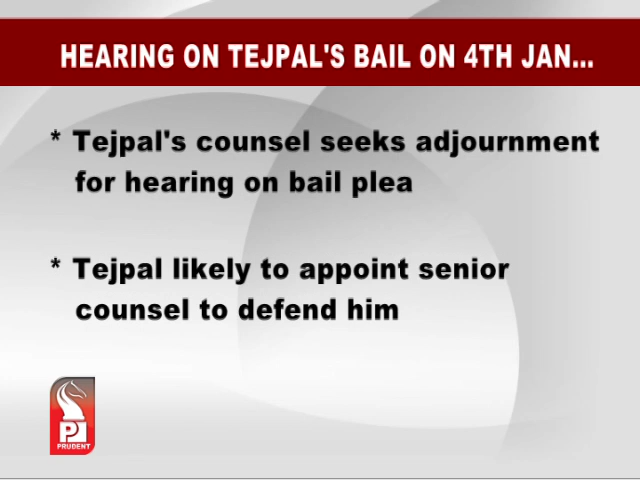 HEARING ON TEJPAL'S BAIL ON 4TH JAN...
* Tejpal's counsel seeks adjournment
for hearing on bail plea
* Tejpal likely to appoint senior
counsel to defend him
P
PRUDENT